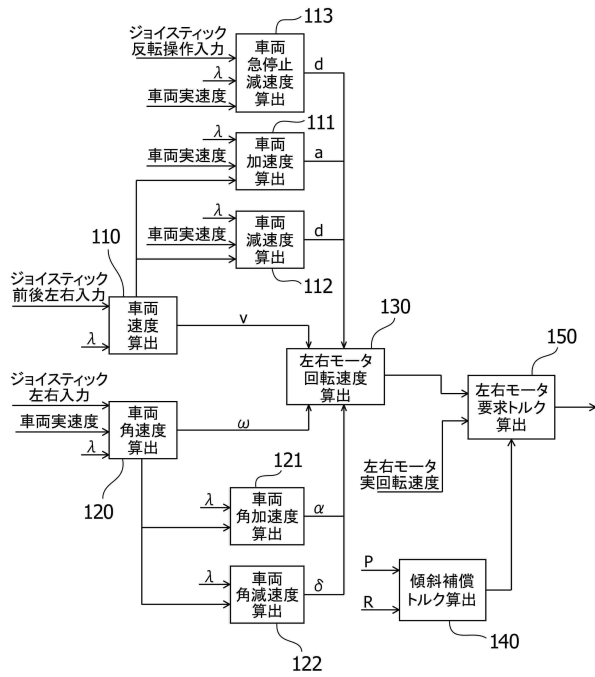 ジョイスティック
反転操作入力
λ
車両実速度
車両
急停止
減速度
算出
113
d
λ
車両実速度
車両
加速度
算出
111
a
λ
車両実速度
車両
減速度
算出
112
d
110
ジョイスティック
前後左右入力
λ
車両
速度
算出
v
130
左右モータ
回転速度
算出
150
左右モータ
要求トルク
算出
ジョイスティック
左右入力
車両実速度
λ
車両
角速度
算出
120
ω
左右モータ
実回転速度
121
λ
車両
角加速度
算出
α
λ
車両
角減速度
算出
δ
122
P
R
傾斜補償
トルク算出
140